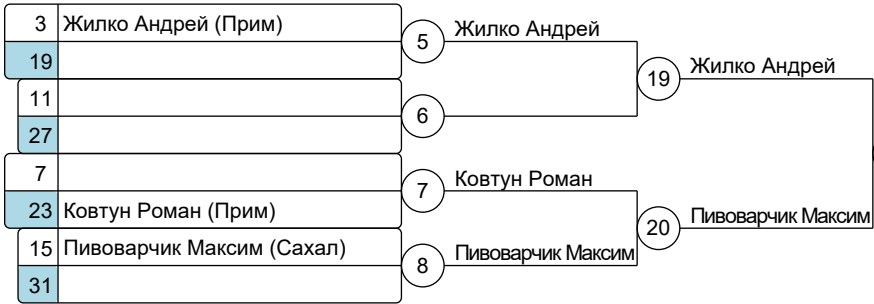 3 Жилко Андрей (Прим)
19
5 Жилко Андрей
11
27
6
19 Жилко Андрей
7
23 Ковтун Роман (Прим)
7 Ковтун Роман
15 Пивоварчик Максим (Сахал)
31
8 Пивоварчик Максим
20 Пивоварчик Максим